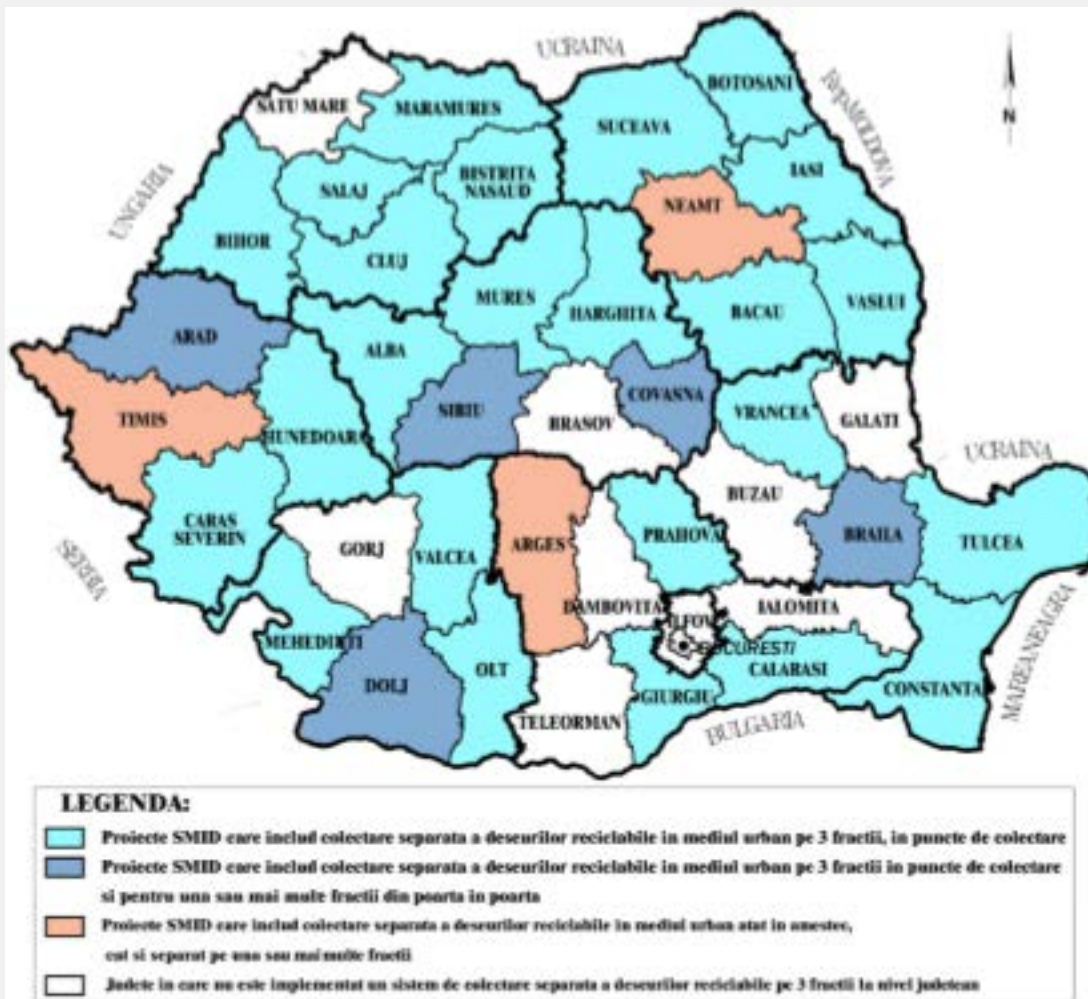 UCRAINA
BOTOSANI
Rep.MOLDOVA
N
SATU MARE
MARAMURES
SUCEAVA
IASI
UNGARIA
SALAJ
BISTRITA
NASAUD
NEAMT
BIHOR
CLUJ
MURES
HARGHITA
BACAU
VASLUI
ARAD
ALBA
SIBIU
BRASOV
COVASNA
VRANCEA
GALATI
TIMIS
HUNEDOARA
UCRAINA
BUZAU
CARAS
SEVERIN
GORJ
VALCEA
ARGES
PRAHOVA
BRAILA
TULCEA
SERBIA
DAMBOVITA
ILFOV
IALOMITA
MEHEDINTI
BUCURESTI
OLT
CALARASI
DOLJ
GIURGIU
CONSTANTA
MAREANEAGRA
TELEORMAN
BULGARIA
LEGENDA:
Proiecte SMID care includ colectare separata a deseurilor reciclabile in mediul urban pe 3 fractii, in puncte de colectare
Proiecte SMID care includ colectare separata a deseurilor reciclabile in mediul urban pe 3 fractii in puncte de colectare
si pentru una sau mai multe fractii din poarta in poarta
Proiecte SMID care includ colectare separata a deseurilor reciclabile in mediul urban atat in amestec,
cat si separat pe una sau mai multe fractii
Judete in care nu este implementat un sistem de colectare separata a deseurilor reciclabile pe 3 fractii la nivel judetean